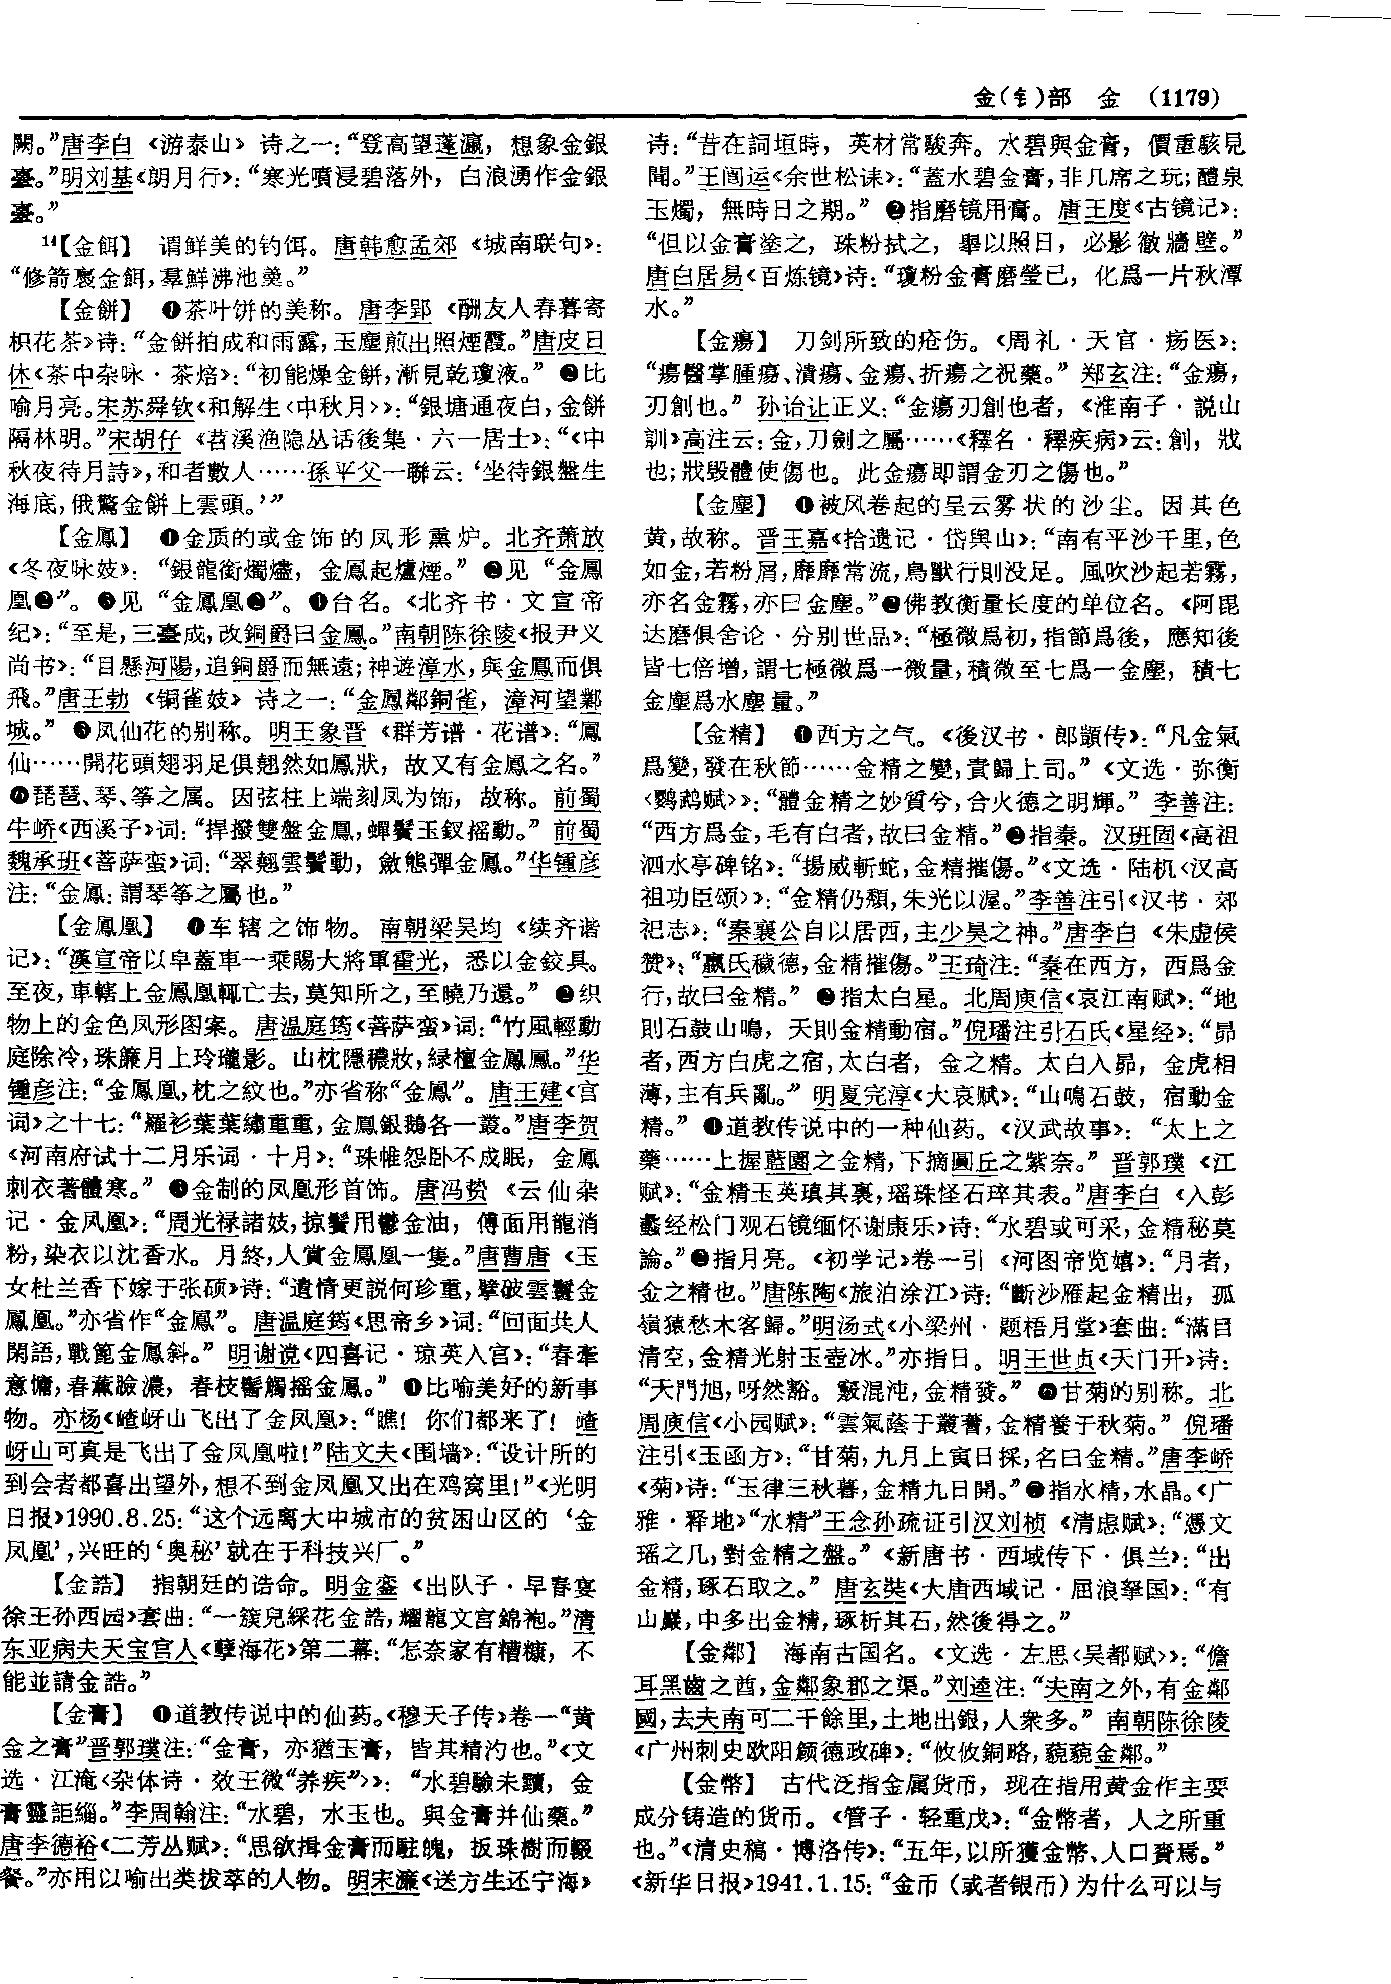 金(钅)部　金　(1179)
闕。”唐李白《游泰山》诗之一：“登高望蓬瀛，想象金銀
臺。”明刘基《朗月行》：“寒光噴浸碧落外，白浪湧作金銀
臺。”
14【金餌】　谓鲜美的钓饵。唐韩愈孟郊《城南联句》：
“修箭裊金餌，羣鮮沸池羹。”
【金餅】　❶茶叶饼的美称。唐李郢《酬友人春暮寄
枳花茶》诗：“金餅拍成和雨露，玉塵煎出照煙霞。”唐皮日
休《茶中杂咏·茶焙》：“初能燥金餅，漸見乾瓊液。”❷比
喻月亮。宋苏舜钦《和解生〈中秋月〉》：“銀塘通夜白，金餅
隔林明。”宋胡仔《苕溪渔隐丛话後集·六一居士》：“《中
秋夜待月詩》，和者數人……孫平父一聯云：‘坐待銀盤生
海底，俄驚金餅上雲頭。’”
【金鳳】　❶金质的或金饰的凤形熏炉。北齐萧放
《冬夜咏妓》：“銀龍銜燭燼，金鳳起爐煙。”❷见“金鳳
凰❷”。❸见“金鳳凰❸”。❹台名。《北齐书·文宣帝
纪》：“至是，三臺成，改銅爵曰金鳳。”南朝陈徐陵《报尹义
尚书》：“目懸河陽，追銅爵而無遠；神遊漳水，與金鳳而俱
飛。”唐王勃《铜雀妓》诗之一：“金鳳鄰銅雀，漳河望鄴
城。”❺凤仙花的别称。明王象晋《群芳谱·花谱》：“鳳
仙……開花頭翅羽足俱翹然如鳳狀，故又有金鳳之名。”
❻琵琶、琴、筝之属。因弦柱上端刻凤为饰，故称。前蜀
牛峤《西溪子》词：“捍撥雙盤金鳳，蟬鬢玉釵摇動。”前蜀
魏承班《菩萨蛮》词：“翠翹雲鬢動，斂態彈金鳳。”华锺彦
注：“金鳳：謂琴筝之屬也。”
【金鳳凰】　❶车辖之饰物。南朝梁吴均《续齐谐
记》：“漢宣帝以皁蓋車一乘賜大將軍霍光，悉以金鉸具。
至夜，車轄上金鳳凰輒亡去，莫知所之，至曉乃還。”❷织
物上的金色凤形图案。唐温庭筠《菩萨蛮》词：“竹風輕動
庭除冷，珠簾月上玲瓏影。山枕隱穠妝，緑檀金鳳凰。”华
锺彦注：“金鳳凰，枕之紋也。”亦省称“金鳳”。唐王建《宫
词》之十七：“羅衫葉葉繡重重，金鳳銀鵝各一叢。”唐李贺
《河南府试十二月乐词·十月》：“珠帷怨卧不成眠，金鳳
刺衣著體寒。”❸金制的凤凰形首饰。唐冯贽《云仙杂
记·金凤凰》：“周光禄諸妓，掠鬢用鬱金油，傅面用龍消
粉，染衣以沈香水。月終，人賞金鳳凰一隻。”唐曹唐《玉
女杜兰香下嫁于张硕》诗：“遺情更説何珍重，擘破雲鬟金
鳳凰。”亦省作“金鳳”。唐温庭筠《思帝乡》词：“回面共人
閑語，戰篦金鳳斜。”明谢谠《四喜记·琼英入宫》：“春牽
意慵，春薰臉濃，春枝鬢觸摇金鳳。”❹比喻美好的新事
物。亦杨《嵖岈山飞出了金凤凰》：“瞧！你们都来了！嵖
岈山可真是飞出了金凤凰啦！”陆文夫《围墙》：“设计所的
到会者都喜出望外，想不到金凤凰又出在鸡窝里！”《光明
日报》1990.8.25：“这个远离大中城市的贫困山区的‘金
凤凰’，兴旺的‘奥秘’就在于科技兴厂。”
【金誥】　指朝廷的诰命。明金銮《出队子·早春宴
徐王孙西园》套曲：“一簇兒綵花金誥，耀龍文宫錦袍。”清
东亚病夫天宝宫人《孽海花》第二幕：“怎奈家有糟糠，不
能並請金誥。”
【金膏】　❶道教传说中的仙药。《穆天子传》卷一“黄
金之膏”晋郭璞注：“金膏，亦猶玉膏，皆其精汋也。”《文
选·江淹〈杂体诗·效王微“养疾”〉》：“水碧驗未黷，金
膏靈詎緇。”李周翰注：“水碧，水玉也。與金膏并仙藥。”
唐李德裕《二芳丛赋》：“思欲揖金膏而駐魄，扳珠樹而輟
餐。”亦用以喻出类拔萃的人物。明宋濂《送方生还宁海》
诗：“昔在詞垣時，英材常駿奔。水碧與金膏，價重駭見
聞。”王闿运《余世松诔》：“蓋水碧金膏，非几席之玩；醴泉
玉燭，無時日之期。”❷指磨镜用膏。唐王度《古镜记》：
“但以金膏塗之，珠粉拭之，舉以照日，必影徹牆壁。”
唐白居易《百炼镜》诗：“瓊粉金膏磨瑩已，化爲一片秋潭
水。”
【金瘍】　刀剑所致的疮伤。《周礼·天官·疡医》：
“瘍醫掌腫瘍、潰瘍、金瘍、折瘍之祝藥。”郑玄注：“金瘍，
刃創也。”孙诒让正义：“金瘍刃創也者，《淮南子·説山
訓》高注云：金，刀劍之屬……《釋名·釋疾病》云：創，戕
也；戕毀體使傷也。此金瘍即謂金刃之傷也。”
【金塵】　❶被风卷起的呈云雾状的沙尘。因其色
黄，故称。晋王嘉《拾遗记·岱舆山》：“南有平沙千里，色
如金，若粉屑，靡靡常流，鳥獸行則没足。風吹沙起若霧，
亦名金霧，亦曰金塵。”❷佛教衡量长度的单位名。《阿毘
达磨俱舍论·分别世品》：“極微爲初，指節爲後，應知後
皆七倍增，謂七極微爲一微量，積微至七爲一金塵，積七
金塵爲水塵量。”
【金精】　❶西方之气。《後汉书·郎顗传》：“凡金氣
爲變，發在秋節……金精之變，責歸上司。”《文选·弥衡
〈鹦鹉赋〉》：“體金精之妙質兮，合火德之明輝。”李善注：
“西方爲金，毛有白者，故曰金精。”❷指秦。汉班固《高祖
泗水亭碑铭》：“揚威斬蛇，金精摧傷。”《文选·陆机〈汉高
祖功臣颂〉》：“金精仍頽，朱光以渥。”李善注引《汉书·郊
祀志》：“秦襄公自以居西，主少昊之神。”唐李白《朱虚侯
赞》：“嬴氏穢德，金精摧傷。”王琦注：“秦在西方，西爲金
行，故曰金精。”❸指太白星。北周庾信《哀江南赋》：“地
則石鼓山鳴，天則金精動宿。”倪璠注引石氏《星经》：“昴
者，西方白虎之宿，太白者，金之精。太白入昴，金虎相
薄，主有兵亂。”明夏完淳《大哀赋》：“山鳴石鼓，宿動金
精。”❹道教传说中的一种仙药。《汉武故事》：“太上之
藥……上握藍園之金精，下摘圓丘之紫奈。”晋郭璞《江
赋》：“金精玉英瑱其裏，瑶珠怪石琗其表。”唐李白《入彭
蠡经松门观石镜缅怀谢康乐》诗：“水碧或可采，金精秘莫
論。”❺指月亮。《初学记》卷一引《河图帝览嬉》：“月者，
金之精也。”唐陈陶《旅泊涂江》诗：“斷沙雁起金精出，孤
嶺猿愁木客歸。”明汤式《小梁州·题梧月堂》套曲：“滿目
清空，金精光射玉壺冰。”亦指日。明王世贞《天门开》诗：
“天門旭，呀然豁。竅混沌，金精發。”❻甘菊的别称。北
周庾信《小园赋》：“雲氣蔭于叢蓍，金精養于秋菊。”倪璠
注引《玉函方》：“甘菊，九月上寅日採，名曰金精。”唐李峤
《菊》诗：“玉律三秋暮，金精九日開。”❼指水精，水晶。《广
雅·释地》“水精”王念孙疏证引汉刘桢《清虑赋》：“憑文
瑶之几，對金精之盤。”《新唐书·西域传下·俱兰》：“出
金精，琢石取之。”唐玄奘《大唐西域记·屈浪拏国》：“有
山巖，中多出金精，琢析其石，然後得之。”
【金鄰】　海南古国名。《文选·左思〈吴都赋〉》：“儋
耳黑齒之酋，金鄰象郡之渠。”刘逵注：“夫南之外，有金鄰
國，去夫南可二千餘里，土地出銀，人衆多。”南朝陈徐陵
《广州刺史欧阳頠德政碑》：“攸攸銅略，藐藐金鄰。”
【金幣】　古代泛指金属货币，现在指用黄金作主要
成分铸造的货币。《管子·轻重戊》：“金幣者，人之所重
也。”《清史稿·博洛传》：“五年，以所獲金幣、人口賚焉。”
《新华日报》1941.1.15：“金币（或者银币）为什么可以与